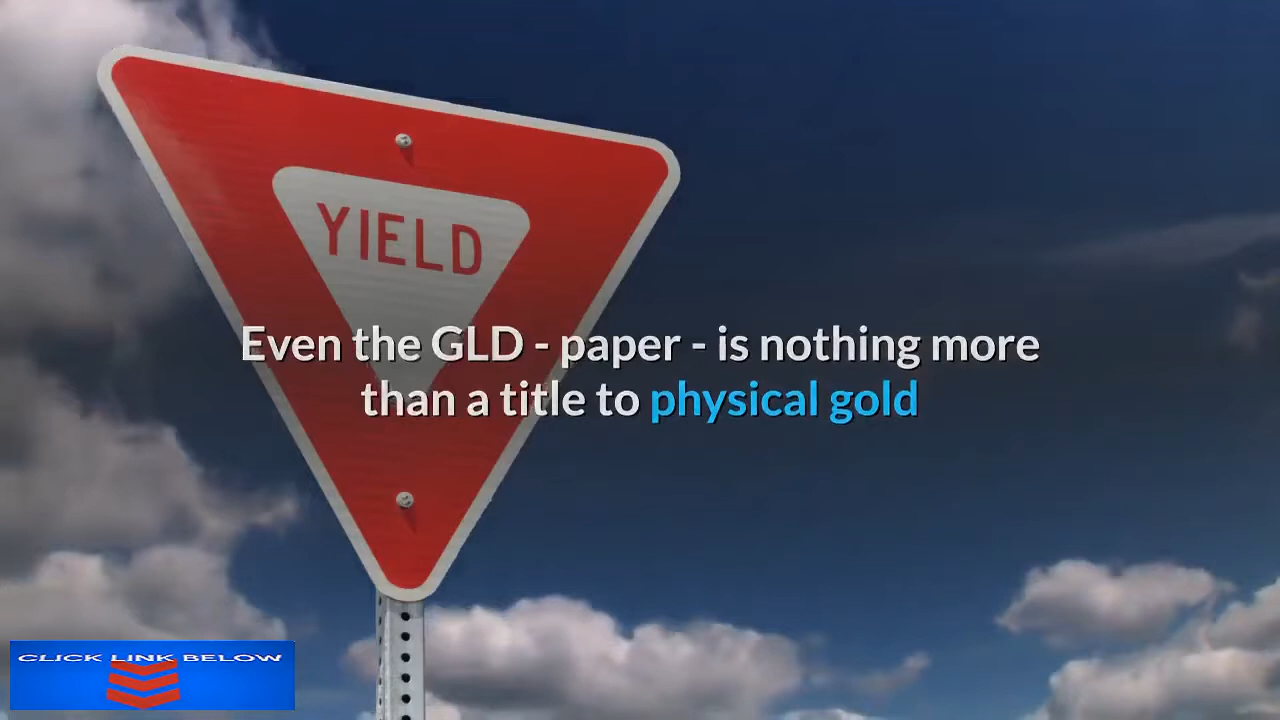 YIELD
Even the GLD - paper - is nothing more
than a title to physical gold
CLICK LINK BELOW